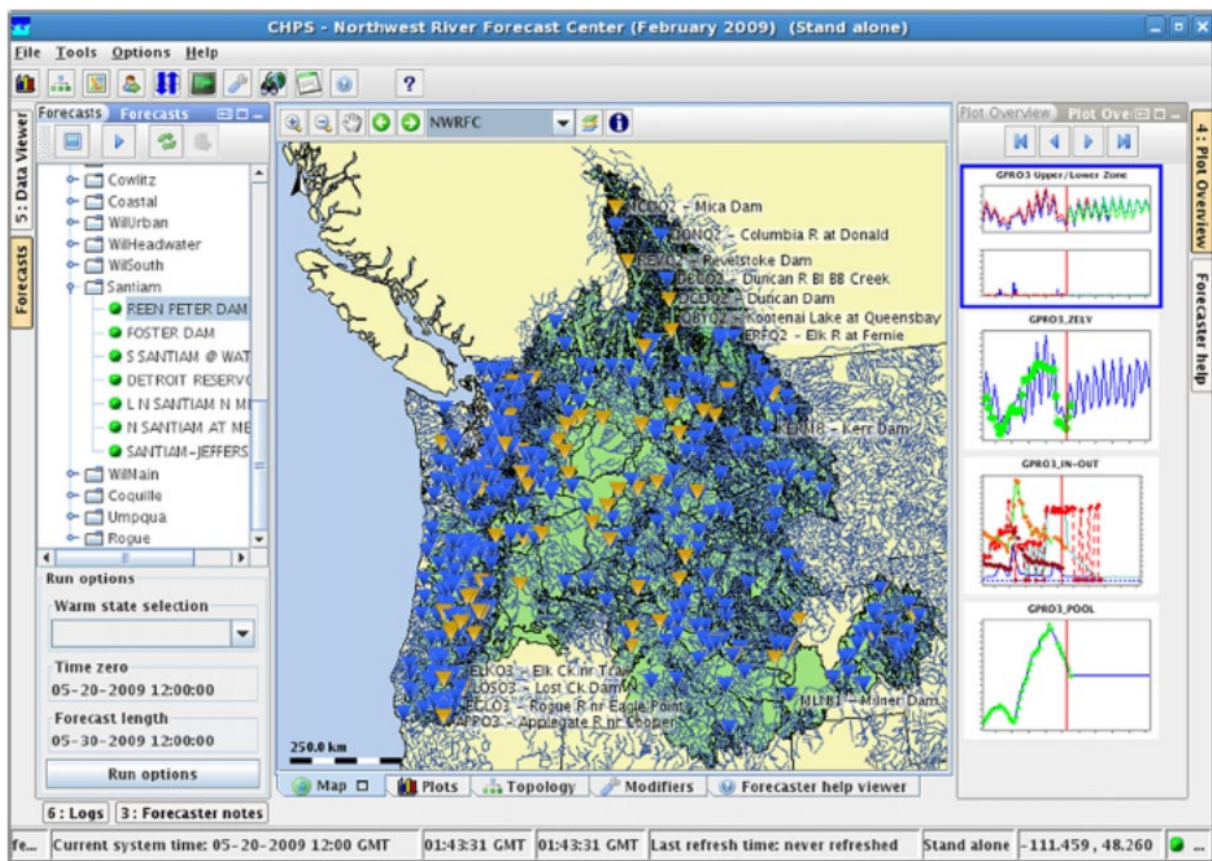 CHPS - Northwest River Forecast Center (February 2009) (Stand alone)
File Tools Options Help
?
5 : Data Viewer
Forecasts
Forecasts Forecasts
Cowlitz
Coastal
WilUrban
WilHeadwater
WilSouth
Santiam
REEN PETER DAM
FOSTER DAM
S SANTIAM @ WAT
DETROIT RESERVO
L N SANTIAM N M
N SANTIAM AT ME
SANTIAM-JEFFERS
WilMain
Coquille
Umpqua
Rogue
Run options
Warm state selection
Time zero
05-20-2009 12:00:00
Forecast length
05-30-2009 12:00:00
Run options
6 : Logs 3 : Forecaster notes
NWRFC
MCDQ2 - Mica Dam
DONQ2 - Columbia R at Donald
REVQ2 - Revelstoke Dam
DECQ2 - Duncan R Bl BB Creek
DCDQ2 - Duncan Dam
QBYQ2 - Kootenai Lake at Queensbay
ERFQ2 - Elk R at Fernie
KERM8 - Kerr Dam
ELKO3 - Elk Ck nr Trail
LOSO3 - Lost Ck Dam
EGLO3 - Rogue R nr Eagle Point
APPO3 - Applegate R nr Copper
MLNI1 - Milner Dam
250.0 km
Map Plots Topology Modifiers Forecaster help viewer
Plot Overview Plot Ove
GPRO3 Upper/Lower Zone
GPRO3_ZELV
GPRO3_IN-OUT
GPRO3_POOL
4 : Plot Overview
Forecaster help
fe... Current system time: 05-20-2009 12:00 GMT 01:43:31 GMT 01:43:31 GMT Last refresh time: never refreshed Stand alone -111.459 , 48.260 ...